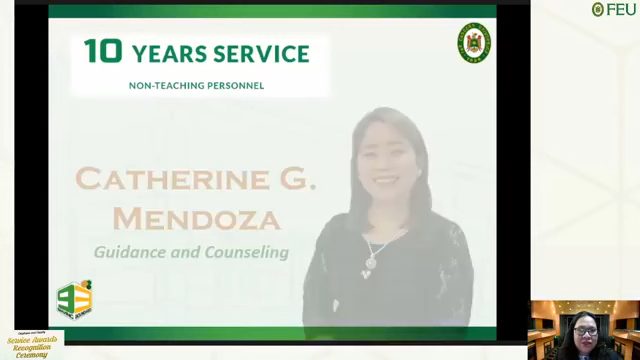 FEU
10 YEARS SERVICE
NON-TEACHING PERSONNEL
CATHERINE G.
MENDOZA
Guidance and Counseling
Service Awards
Recognition
Ceremony